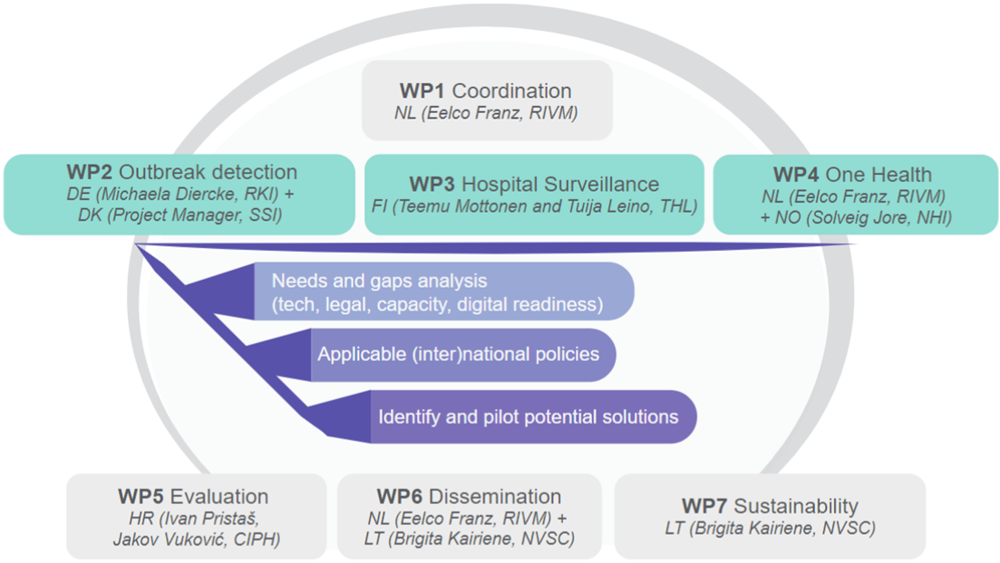 WP1 Coordination
NL (Eelco Franz, RIVM)
WP2 Outbreak detection
DE (Michaela Diercke, RKI) +
DK (Project Manager, SSI)
WP3 Hospital Surveillance
FI (Teemu Mottonen and Tuija Leino, THL)
WP4 One Health
NL (Eelco Franz, RIVM)
+ NO (Solveig Jore, NHI)
Needs and gaps analysis
(tech, legal, capacity, digital readiness)
Applicable (inter)national policies
Identify and pilot potential solutions
WP5 Evaluation
HR (Ivan Pristaš,
Jakov Vuković, CIPH)
WP6 Dissemination
NL (Eelco Franz, RIVM) +
LT (Brigita Kairiene, NVSC)
WP7 Sustainability
LT (Brigita Kairiene, NVSC)